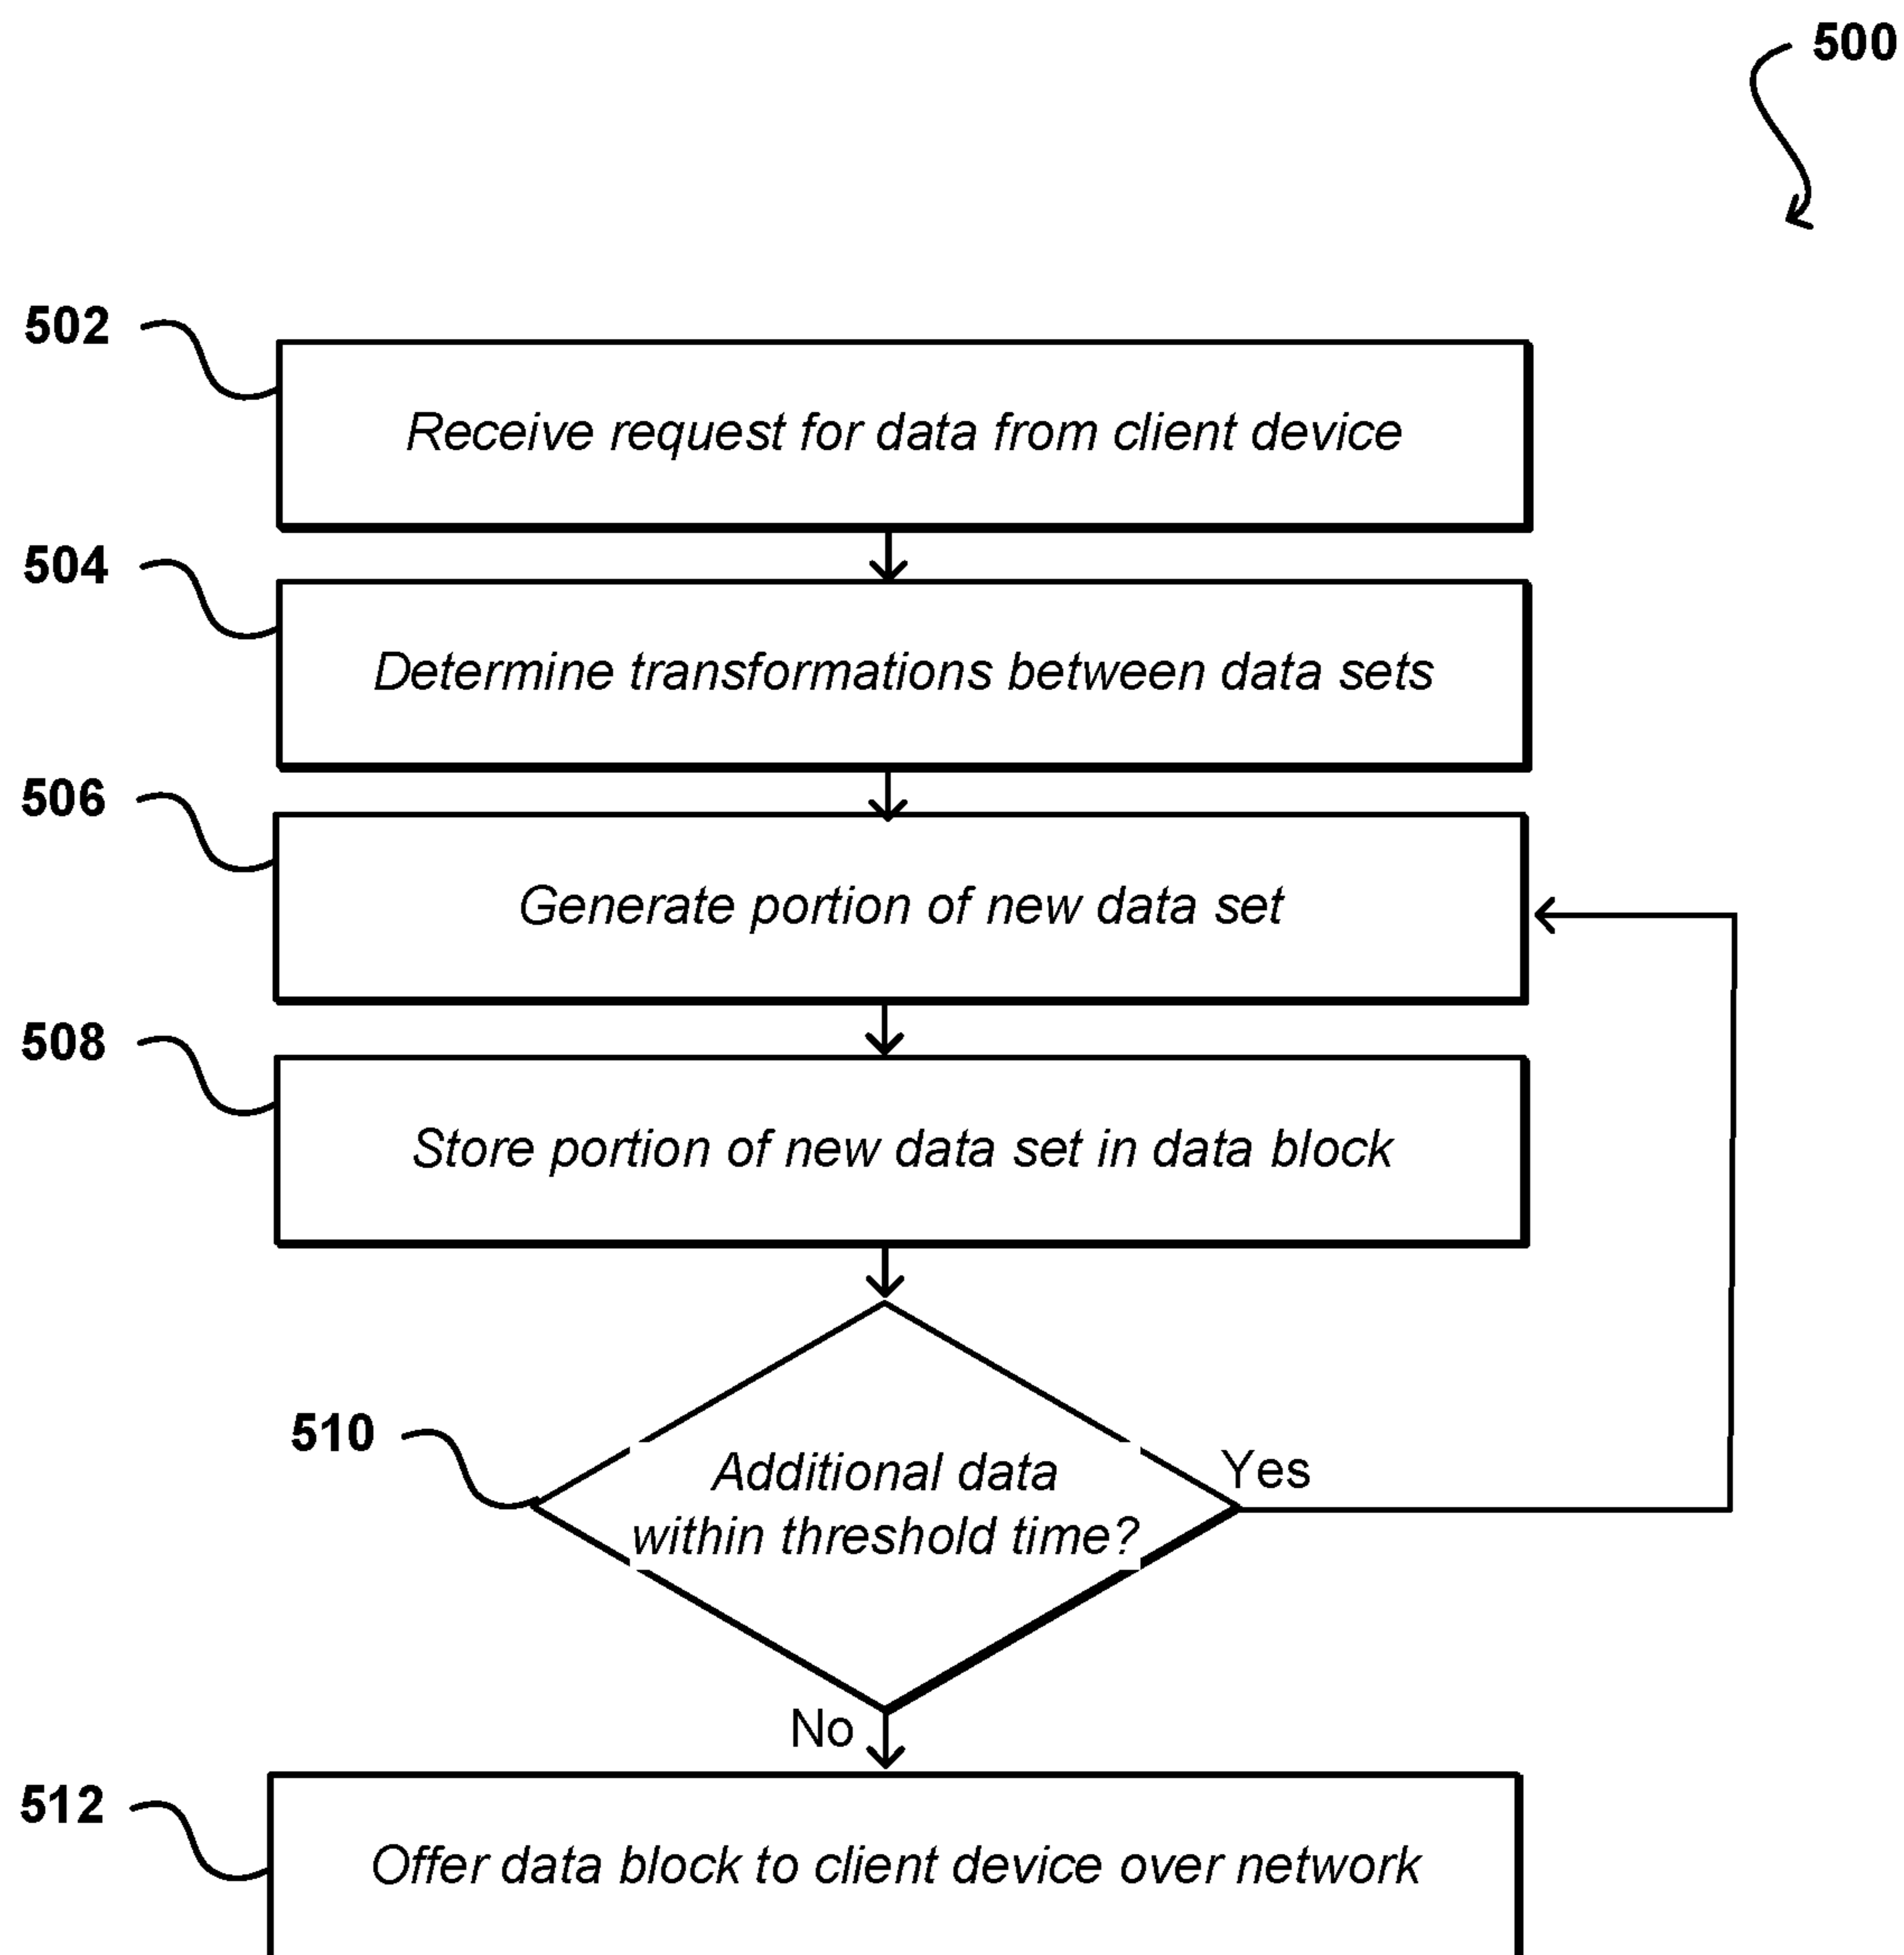 500
502
Receive request for data from client device
504
Determine transformations between data sets
506
Generate portion of new data set
508
Store portion of new data set in data block
510
Additional data
within threshold time?
Yes
No
512
Offer data block to client device over network